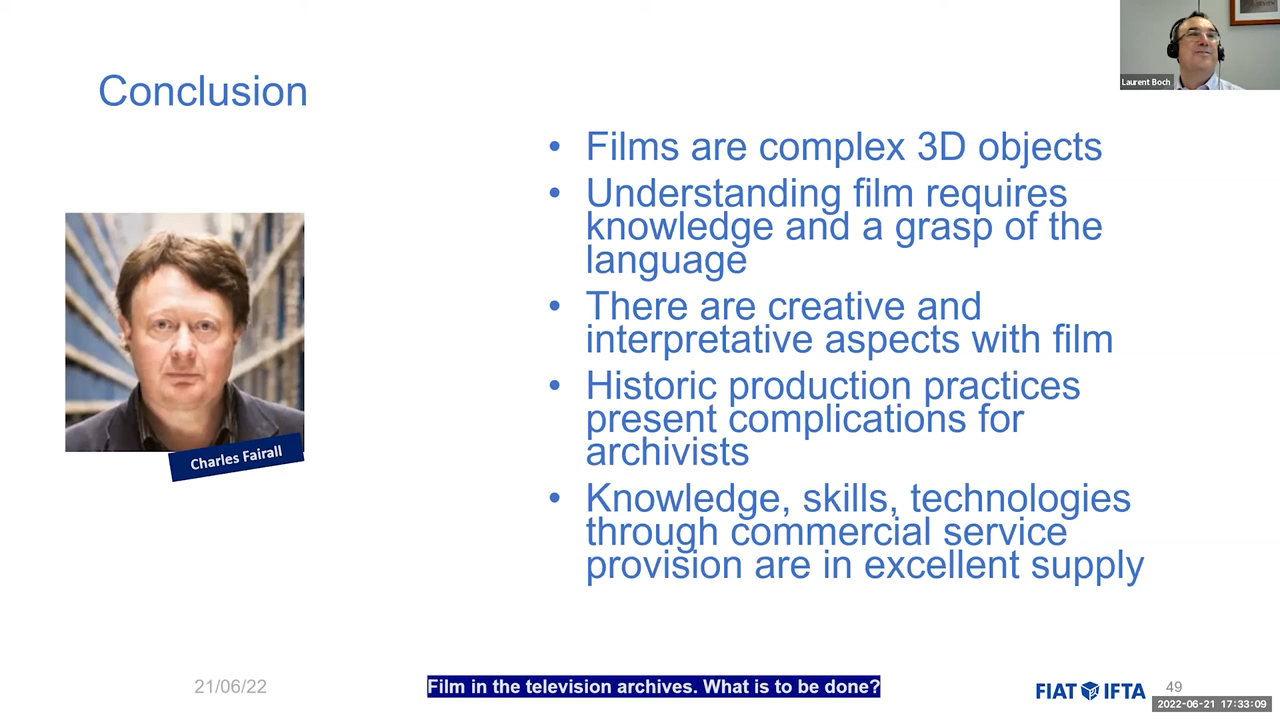 Laurent Boch
Conclusion
• Films are complex 3D objects
• Understanding film requires
knowledge and a grasp of the
language
• There are creative and
interpretative aspects with film
• Historic production practices
present complications for
archivists
• Knowledge, skills, technologies
through commercial service
provision are in excellent supply
Charles Fairall
21/06/22
Film in the television archives. What is to be done?
FIAT IFTA
49
2022-06-21 17:33:09